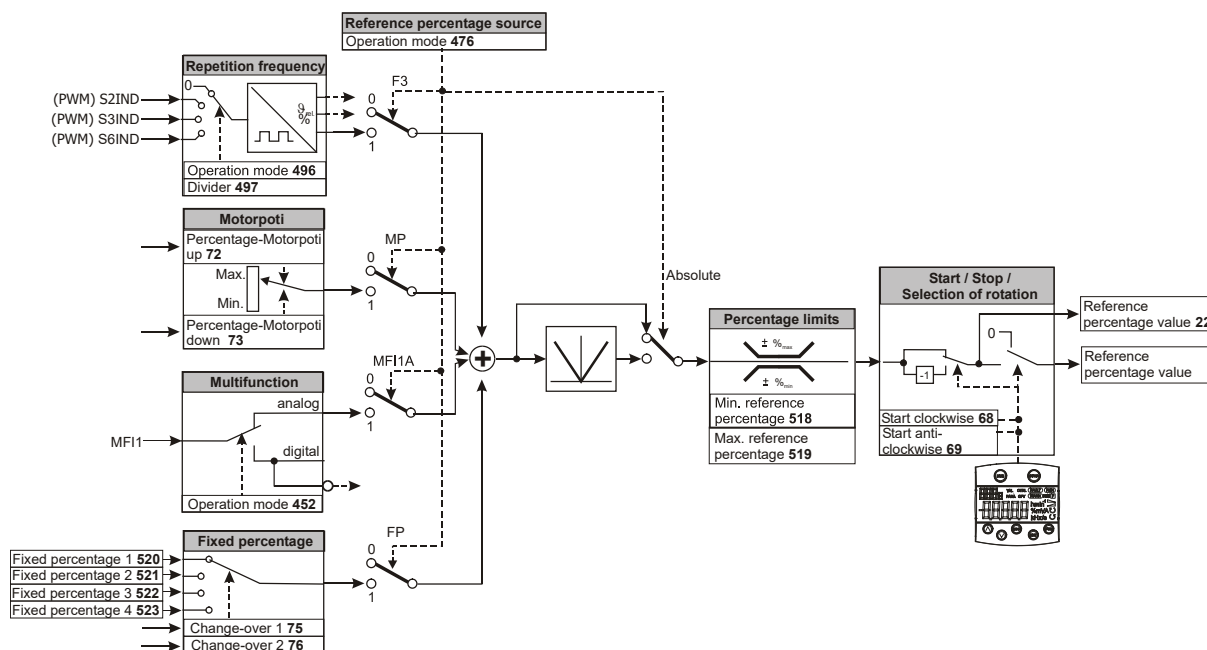 Reference percentage source
Operation mode 476
Repetition frequency
F3
0
(PWM) S2IND
0
%
(PWM) S3IND
(PWM) S6IND
1
Operation mode 496
Divider 497
Motorpoti
Percentage-Motorpoti
up 72
MP
0
Max.
Min.
1
Percentage-Motorpoti
down 73
Absolute
Start / Stop /
Selection of rotation
Reference
percentage value 22
Percentage limits
0
± %max
-1
Reference
percentage value
± %min
Min. reference
percentage 518
Max. reference
percentage 519
Start clockwise 68
Start anti-
clockwise 69
Multifunction
MFI1A
0
analog
1
MFI1
digital
Operation mode 452
Fixed percentage
FP
0
Fixed percentage 1 520
Fixed percentage 2 521
Fixed percentage 3 522
Fixed percentage 4 523
1
Change-over 1 75
Change-over 2 76